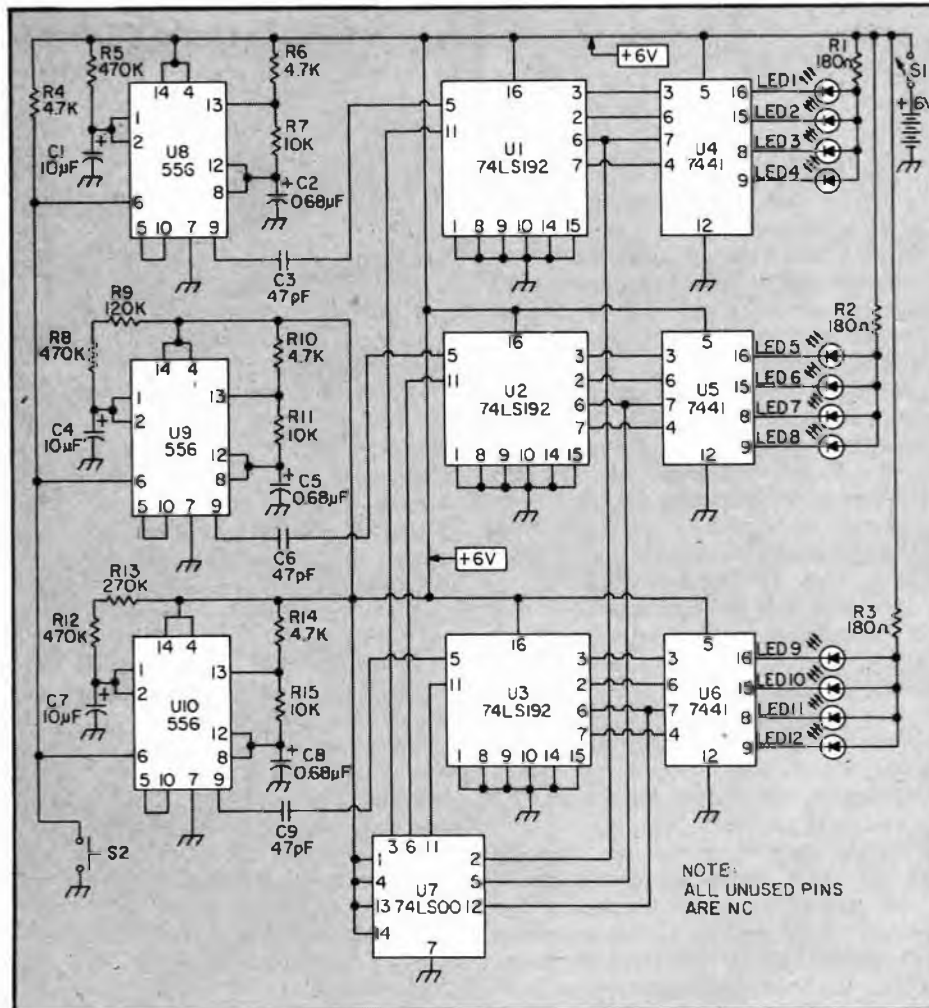 R5
470K
R4
4.7K
C1
10µF
14 4
13
1
2
12
8
6
5 10 7 9
U8
556
R6
4.7K
R7
10K
C2
0.68µF
C3
47pF
5
11
16
3
2
6
7
U1
74LS192
1 8 9 10 14 15
+6V
5
3
6
7
4
16
15
8
9
U4
7441
12
LED1
LED2
LED3
LED4
R1
180Ω
S1
+6V
R9
120K
R8
470K
C4
10µF
14 4
13
1
2
12
8
6
5 10 7 9
U9
556
R10
4.7K
R11
10K
C5
0.68µF
C6
47pF
5
11
16
3
2
6
7
U2
74LS192
1 8 9 10 14 15
5
3
6
7
4
16
15
8
9
U5
7441
12
LED5
LED6
LED7
LED8
R2
180Ω
+6V
R13
270K
R12
470K
C7
10µF
14 4
13
1
2
12
8
6
5 10 7 9
U10
556
R14
4.7K
R15
10K
C8
0.68µF
C9
47pF
5
11
16
3
2
6
7
U3
74LS192
1 8 9 10 14 15
5
3
6
7
4
16
15
8
9
U6
7441
12
LED9
LED10
LED11
LED12
R3
180Ω
S2
3 6 11
1
4
13
14
2
5
12
U7
74LS00
7
NOTE:
ALL UNUSED PINS
ARE NC